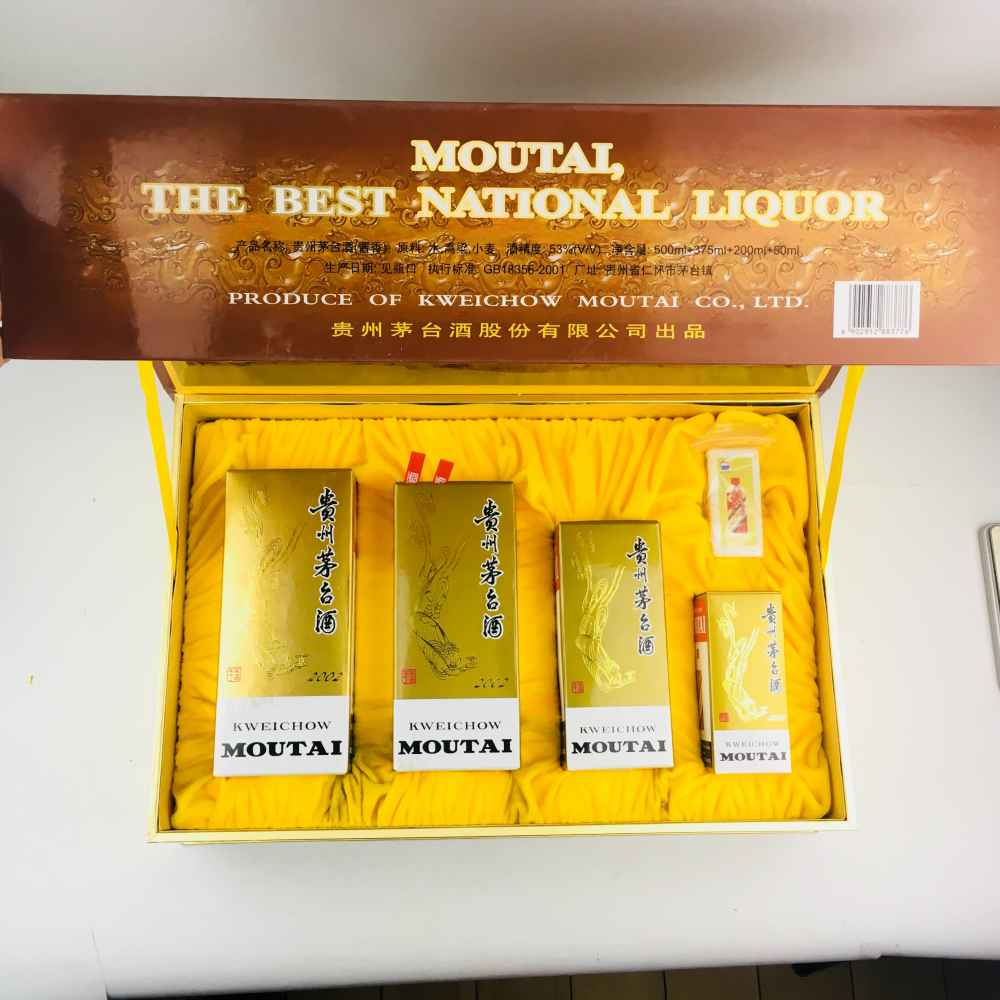 MOUTAI,
THE BEST NATIONAL LIQUOR
产品名称: 贵州茅台酒(酱香) 原料: 水,高粱,小麦 酒精度: 53%(V/V) 净含量: 500ml+375ml+200ml+50ml
生产日期: 见瓶口 执行标准: GB18356-2001 厂址: 贵州省仁怀市茅台镇
PRODUCE OF KWEICHOW MOUTAI CO., LTD.
贵州茅台酒股份有限公司出品
貴州茅台酒
2002
KWEICHOW
MOUTAI
貴州茅台酒
2002
KWEICHOW
MOUTAI
貴州茅台酒
KWEICHOW
MOUTAI
貴州茅台酒
2002
KWEICHOW
MOUTAI